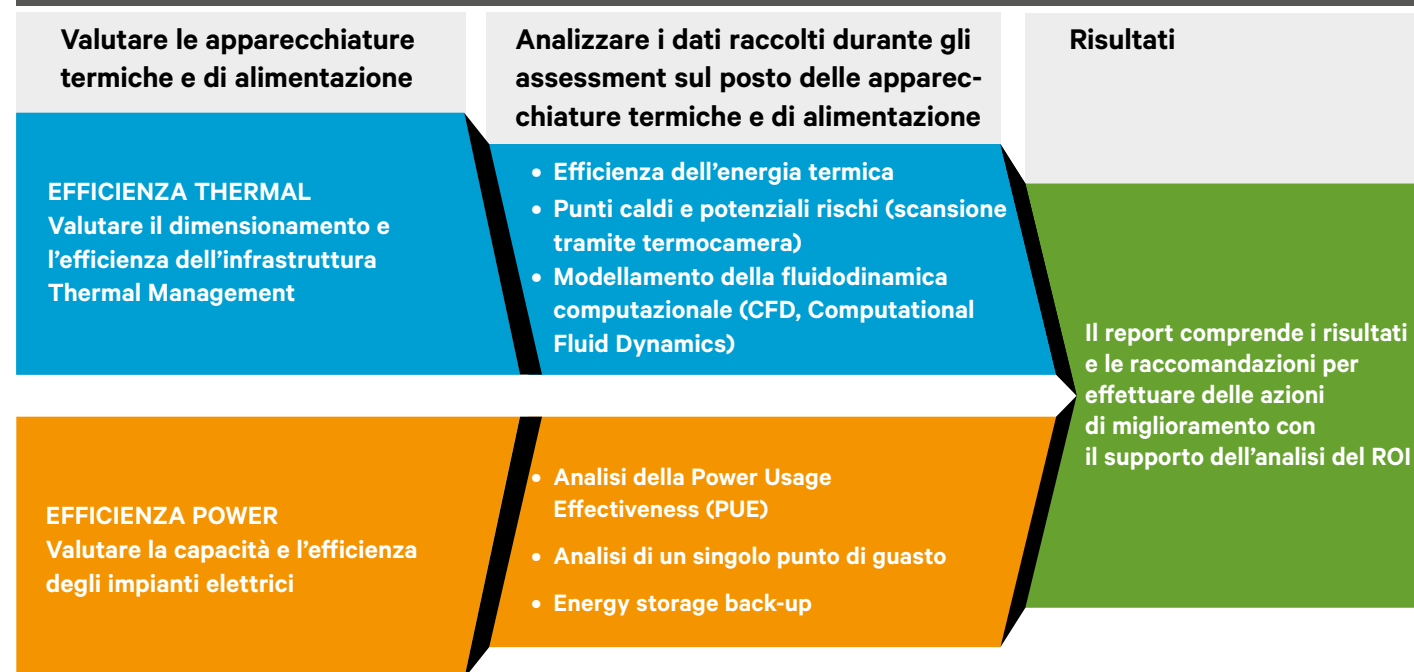 Valutare le apparecchiature
termiche e di alimentazione
Analizzare i dati raccolti durante gli
assessment sul posto delle apparec-
chiature termiche e di alimentazione
Risultati
EFFICIENZA THERMAL
Valutare il dimensionamento e
l’efficienza dell’infrastruttura
Thermal Management
• Efficienza dell’energia termica
• Punti caldi e potenziali rischi (scansione
tramite termocamera)
• Modellamento della fluidodinamica
computazionale (CFD, Computational
Fluid Dynamics)
EFFICIENZA POWER
Valutare la capacità e l’efficienza
degli impianti elettrici
• Analisi della Power Usage
Effectiveness (PUE)
• Analisi di un singolo punto di guasto
• Energy storage back-up
Il report comprende i risultati
e le raccomandazioni per
effettuare delle azioni
di miglioramento con
il supporto dell’analisi del ROI